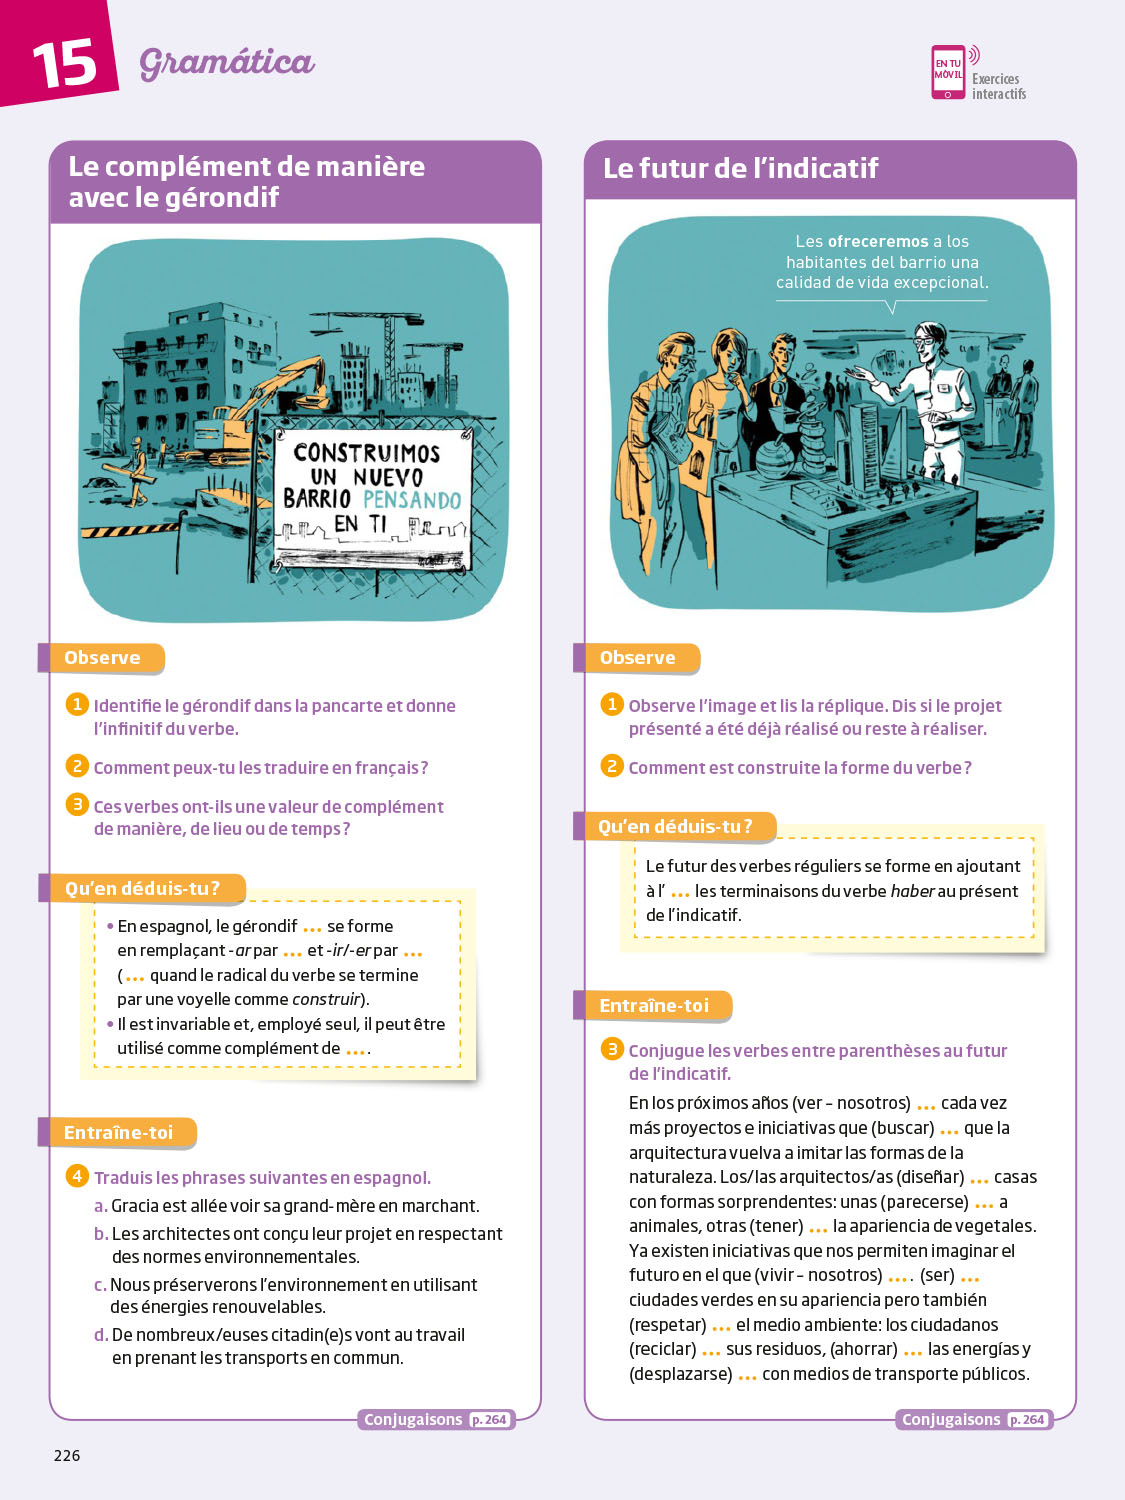 15
Gramática
EN TU
MÓVIL
Exercices
interactifs
Le complément de manière
avec le gérondif
CONSTRUIMOS
UN NUEVO
BARRIO PENSANDO
EN TI
Observe
1 Identifie le gérondif dans la pancarte et donne
l'infinitif du verbe.
2 Comment peux-tu les traduire en français ?
3 Ces verbes ont-ils une valeur de complément
de manière, de lieu ou de temps ?
Qu'en déduis-tu ?
• En espagnol, le gérondif ... se forme
en remplaçant -ar par ... et -ir/-er par ...
( ... quand le radical du verbe se termine
par une voyelle comme construir).
• Il est invariable et, employé seul, il peut être
utilisé comme complément de ... .
Entraîne-toi
4 Traduis les phrases suivantes en espagnol.
a. Gracia est allée voir sa grand-mère en marchant.
b. Les architectes ont conçu leur projet en respectant
des normes environnementales.
c. Nous préserverons l'environnement en utilisant
des énergies renouvelables.
d. De nombreux/euses citadin(e)s vont au travail
en prenant les transports en commun.
Conjugaisons p. 264
Le futur de l'indicatif
Les ofreceremos a los
habitantes del barrio una
calidad de vida excepcional.
Observe
1 Observe l'image et lis la réplique. Dis si le projet
présenté a été déjà réalisé ou reste à réaliser.
2 Comment est construite la forme du verbe ?
Qu'en déduis-tu ?
Le futur des verbes réguliers se forme en ajoutant
à l' ... les terminaisons du verbe haber au présent
de l'indicatif.
Entraîne-toi
3 Conjugue les verbes entre parenthèses au futur
de l'indicatif.
En los próximos años (ver – nosotros) ... cada vez
más proyectos e iniciativas que (buscar) ... que la
arquitectura vuelva a imitar las formas de la
naturaleza. Los/las arquitectos/as (diseñar) ... casas
con formas sorprendentes: unas (parecerse) ... a
animales, otras (tener) ... la apariencia de vegetales.
Ya existen iniciativas que nos permiten imaginar el
futuro en el que (vivir – nosotros) ... . (ser) ...
ciudades verdes en su apariencia pero también
(respetar) ... el medio ambiente: los ciudadanos
(reciclar) ... sus residuos, (ahorrar) ... las energías y
(desplazarse) ... con medios de transporte públicos.
Conjugaisons p. 264
226